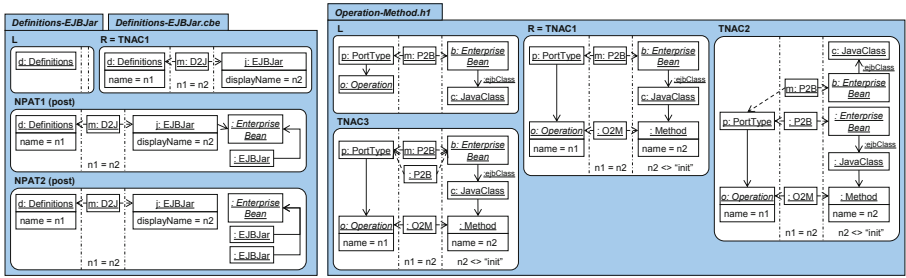 Definitions-EJBJar
Definitions-EJBJar.cbe
L
d: Definitions
R = TNAC1
d: Definitions
name = n1
m: D2J
n1 = n2
j: EJBJar
displayName = n2
NPAT1 (post)
d: Definitions
name = n1
m: D2J
n1 = n2
j: EJBJar
displayName = n2
: Enterprise
Bean
: EJBJar
NPAT2 (post)
d: Definitions
name = n1
m: D2J
n1 = n2
j: EJBJar
displayName = n2
: Enterprise
Bean
: EJBJar
: EJBJar
Operation-Method.h1
L
p: PortType
m: P2B
b: Enterprise
Bean
:ejbClass
o: Operation
c: JavaClass
TNAC3
p: PortType
m: P2B
b: Enterprise
Bean
: P2B
:ejbClass
c: JavaClass
o: Operation
name = n1
: O2M
: Method
name = n2
n1 = n2
n2 <> "init"
R = TNAC1
p: PortType
m: P2B
b: Enterprise
Bean
:ejbClass
c: JavaClass
o: Operation
name = n1
: O2M
: Method
name = n2
n1 = n2
n2 <> "init"
TNAC2
c: JavaClass
:ejbClass
m: P2B
b: Enterprise
Bean
p: PortType
: P2B
: Enterprise
Bean
:ejbClass
: JavaClass
o: Operation
name = n1
: O2M
: Method
name = n2
n1 = n2
n2 <> "init"